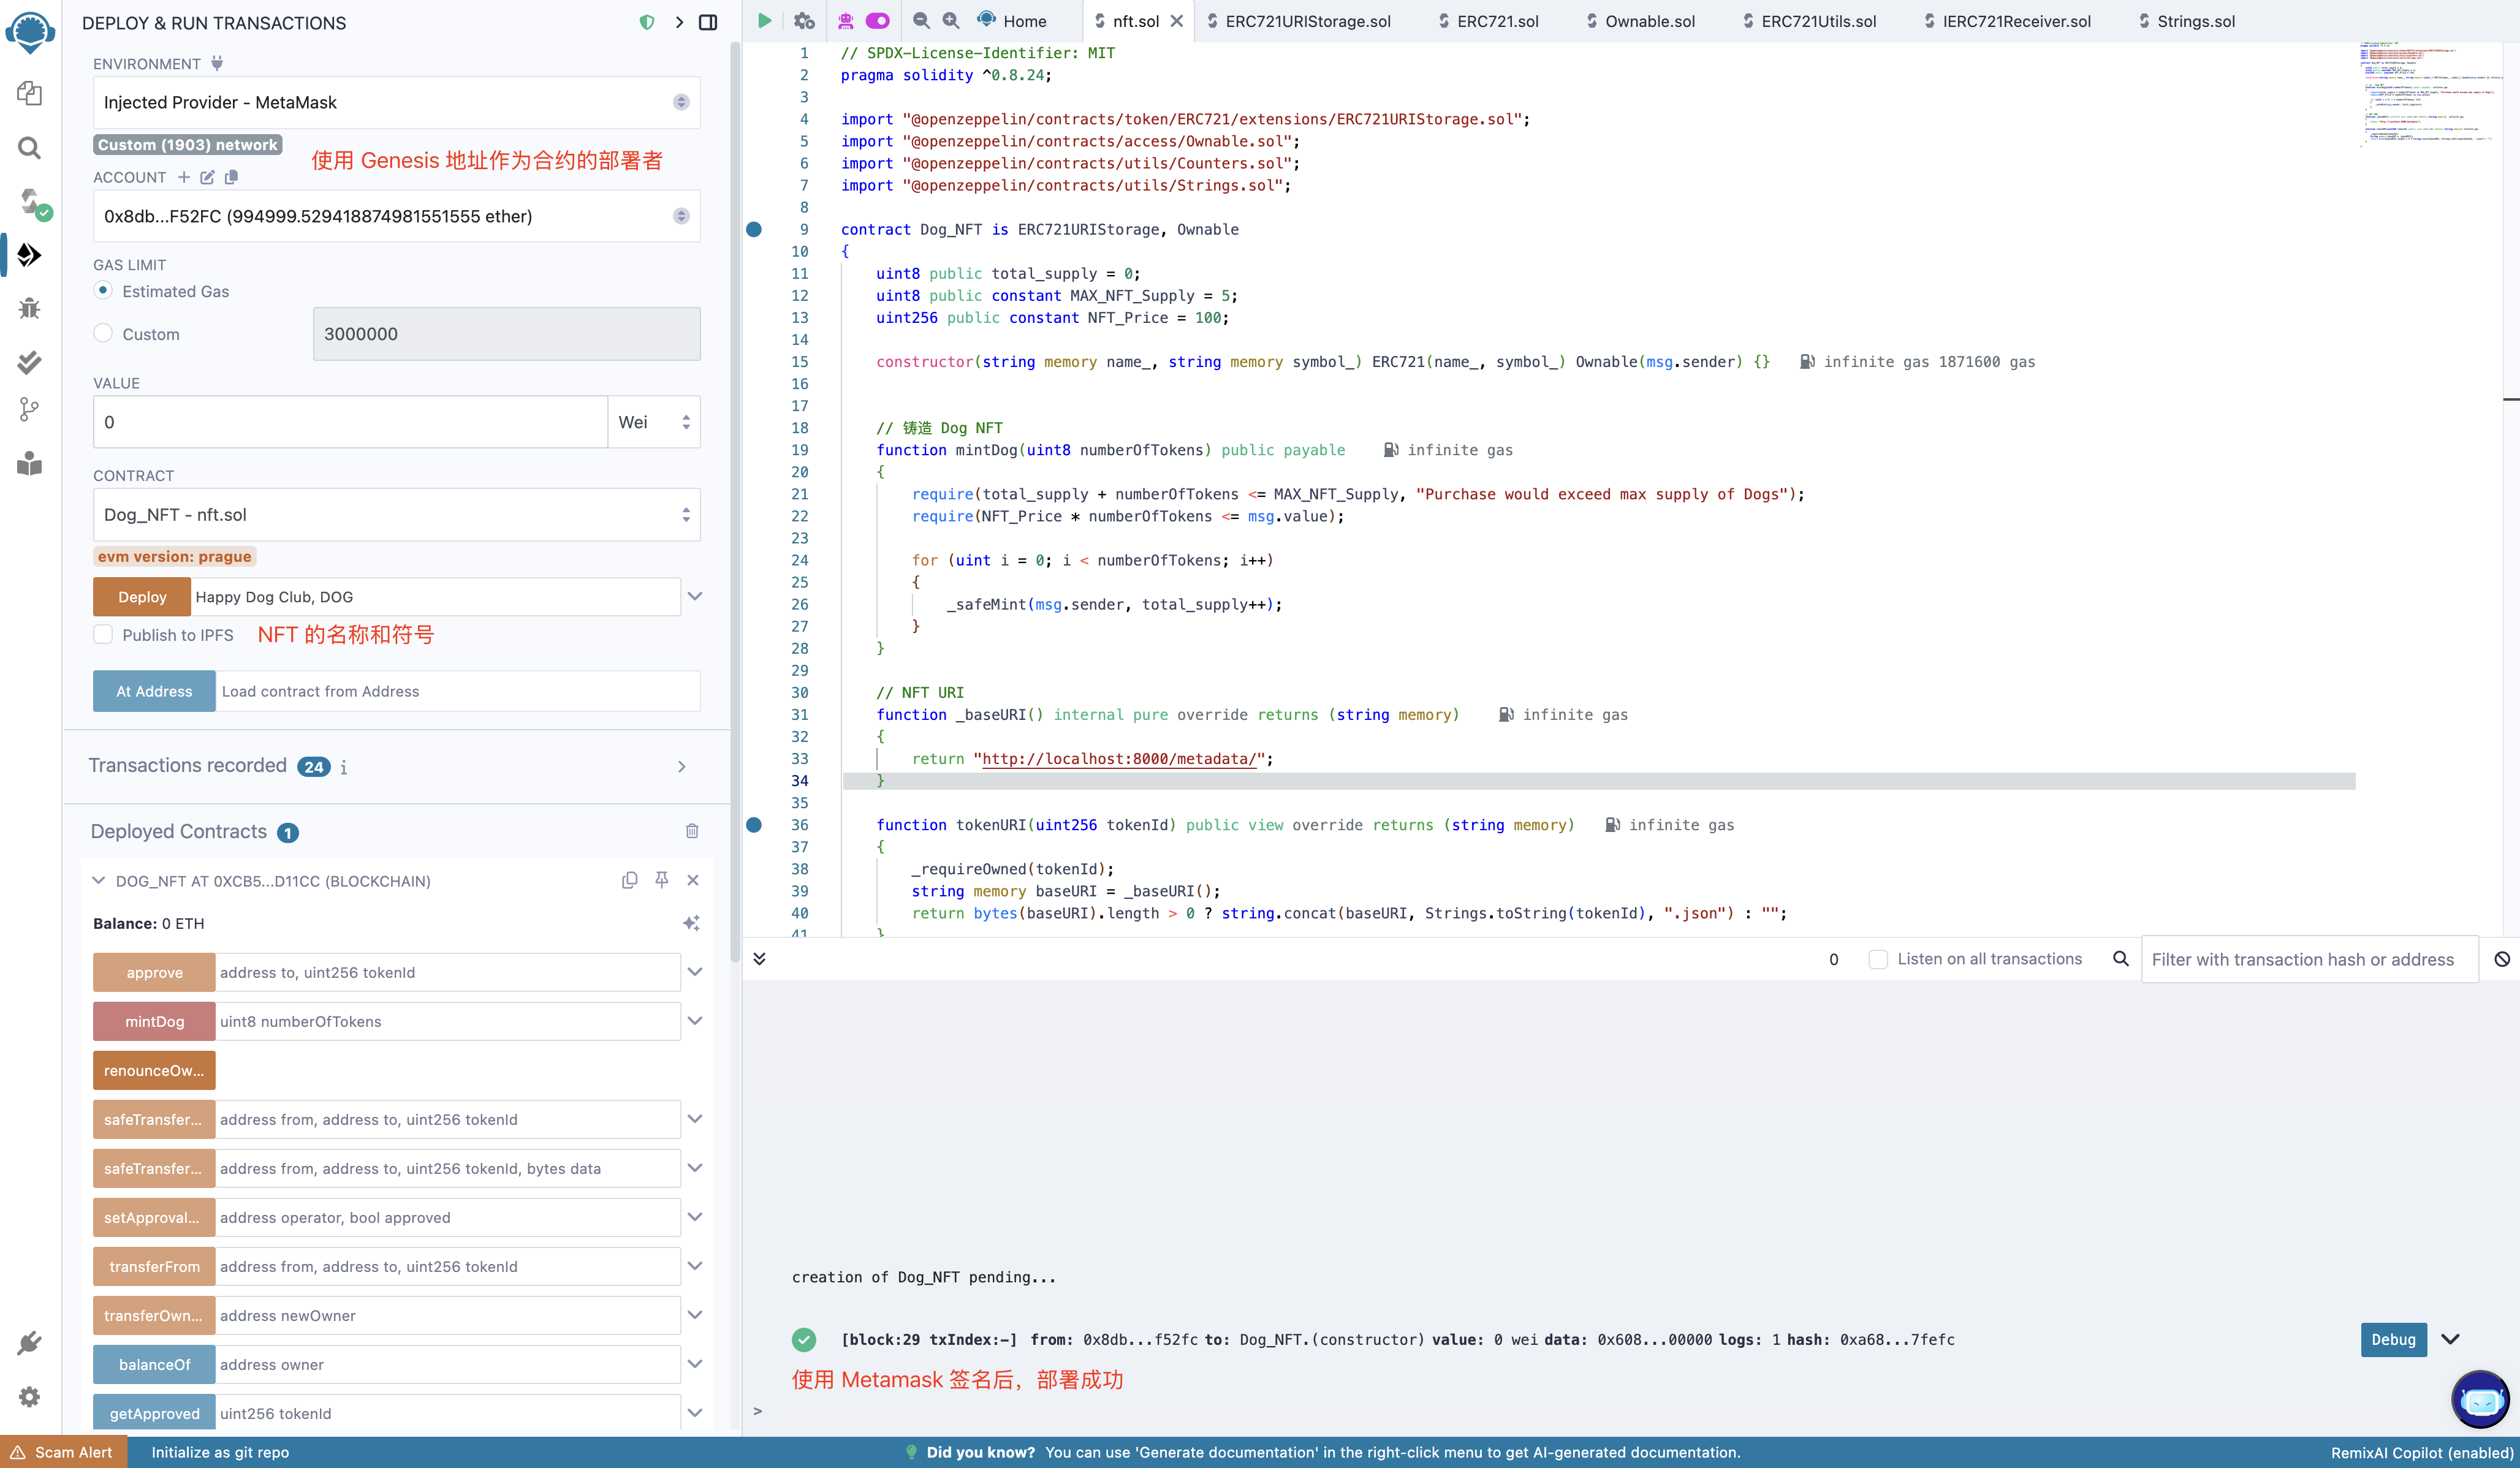 DEPLOY & RUN TRANSACTIONS
ENVIRONMENT
Injected Provider - MetaMask
Custom (1903) network
使用 Genesis 地址作为合约的部署者
ACCOUNT
0x8db...F52FC (994999.529418874981551555 ether)
GAS LIMIT
Estimated Gas
Custom
3000000
VALUE
0
Wei
CONTRACT
Dog_NFT - nft.sol
evm version: prague
Deploy
Happy Dog Club, DOG
Publish to IPFS
NFT 的名称和符号
At Address
Load contract from Address
Transactions recorded 24 i
Deployed Contracts 1
DOG_NFT AT 0XCB5...D11CC (BLOCKCHAIN)
Balance: 0 ETH
approve address to, uint256 tokenId
mintDog uint8 numberOfTokens
renounceOw...
safeTransfer... address from, address to, uint256 tokenId
safeTransfer... address from, address to, uint256 tokenId, bytes data
setApproval... address operator, bool approved
transferFrom address from, address to, uint256 tokenId
transferOwn... address newOwner
balanceOf address owner
getApproved uint256 tokenId
Home
nft.sol
ERC721URIStorage.sol
ERC721.sol
Ownable.sol
ERC721Utils.sol
IERC721Receiver.sol
Strings.sol
1 // SPDX-License-Identifier: MIT
2 pragma solidity ^0.8.24;
3
4 import "@openzeppelin/contracts/token/ERC721/extensions/ERC721URIStorage.sol";
5 import "@openzeppelin/contracts/access/Ownable.sol";
6 import "@openzeppelin/contracts/utils/Counters.sol";
7 import "@openzeppelin/contracts/utils/Strings.sol";
8
9 contract Dog_NFT is ERC721URIStorage, Ownable
10 {
11 uint8 public total_supply = 0;
12 uint8 public constant MAX_NFT_Supply = 5;
13 uint256 public constant NFT_Price = 100;
14
15 constructor(string memory name_, string memory symbol_) ERC721(name_, symbol_) Ownable(msg.sender) {} infinite gas 1871600 gas
16
17
18 // 铸造 Dog NFT
19 function mintDog(uint8 numberOfTokens) public payable infinite gas
20 {
21 require(total_supply + numberOfTokens <= MAX_NFT_Supply, "Purchase would exceed max supply of Dogs");
22 require(NFT_Price * numberOfTokens <= msg.value);
23
24 for (uint i = 0; i < numberOfTokens; i++)
25 {
26 _safeMint(msg.sender, total_supply++);
27 }
28 }
29
30 // NFT URI
31 function _baseURI() internal pure override returns (string memory) infinite gas
32 {
33 return "http://localhost:8000/metadata/";
34 }
35
36 function tokenURI(uint256 tokenId) public view override returns (string memory) infinite gas
37 {
38 _requireOwned(tokenId);
39 string memory baseURI = _baseURI();
40 return bytes(baseURI).length > 0 ? string.concat(baseURI, Strings.toString(tokenId), ".json") : "";
41 }
0
Listen on all transactions
Filter with transaction hash or address
creation of Dog_NFT pending...
[block:29 txIndex:-] from: 0x8db...f52fc to: Dog_NFT.(constructor) value: 0 wei data: 0x608...00000 logs: 1 hash: 0xa68...7fefc
Debug
使用 Metamask 签名后，部署成功
>
Scam Alert
Initialize as git repo
Did you know? You can use 'Generate documentation' in the right-click menu to get AI-generated documentation.
RemixAI Copilot (enabled)